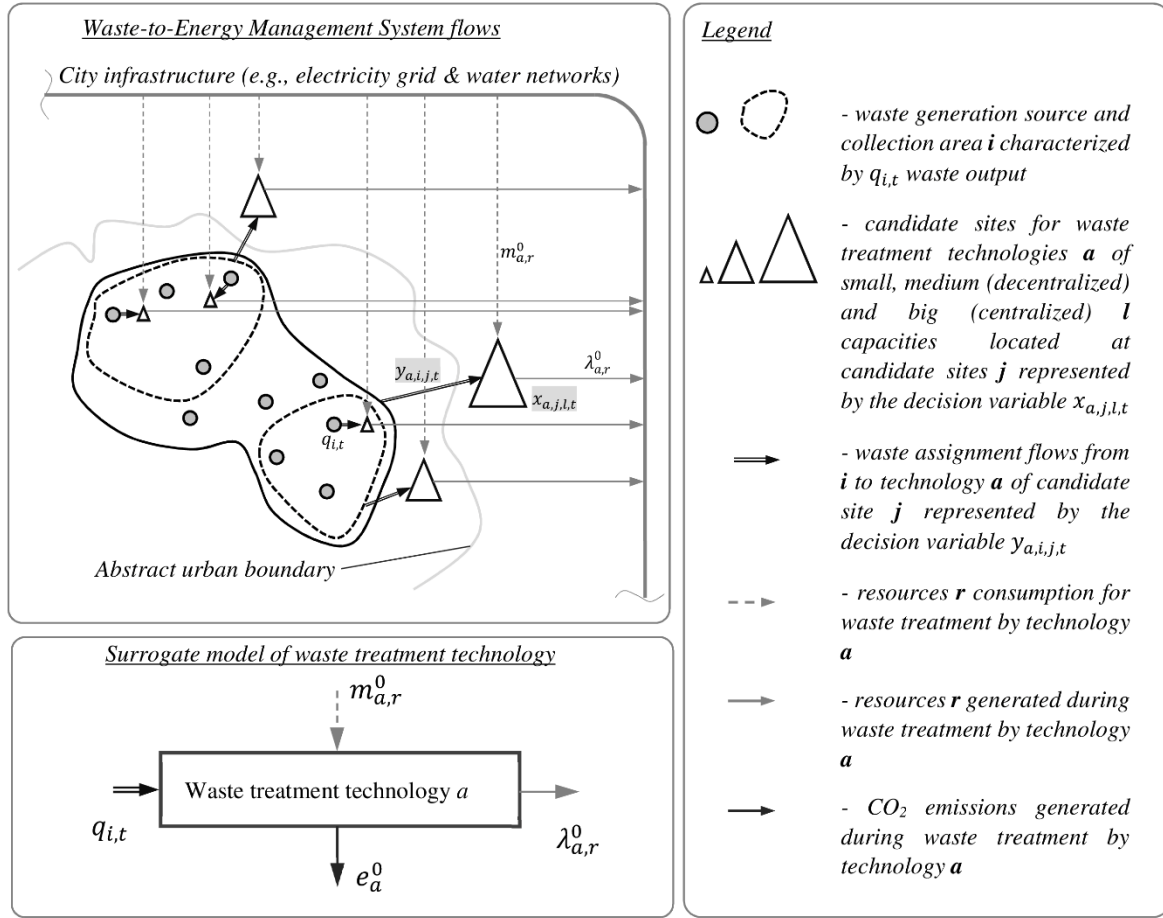 Waste-to-Energy Management System flows
City infrastructure (e.g., electricity grid & water networks)
m⁰a,r
ya,i,j,t
λ⁰a,r
xa,j,l,t
qi,t
Abstract urban boundary
Surrogate model of waste treatment technology
m⁰a,r
Waste treatment technology a
qi,t
λ⁰a,r
e⁰a
Legend
- waste generation source and
collection area i characterized
by qi,t waste output
- candidate sites for waste
treatment technologies a of
small, medium (decentralized)
and big (centralized) l
capacities located at
candidate sites j represented
by the decision variable xa,j,l,t
- waste assignment flows from
i to technology a of candidate
site j represented by the
decision variable ya,i,j,t
- resources r consumption for
waste treatment by technology
a
- resources r generated during
waste treatment by technology
a
- CO₂ emissions generated
during waste treatment by
technology a